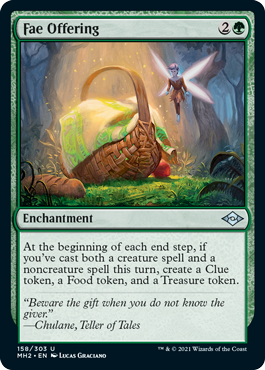 Fae Offering 2
Enchantment
At the beginning of each end step, if
you've cast both a creature spell and a
noncreature spell this turn, create a Clue
token, a Food token, and a Treasure token.
"Beware the gift when you do not know the
giver."
—Chulane, Teller of Tales
158/303 U
MH2 • EN LUCAS GRACIANO
™ & © 2021 Wizards of the Coast